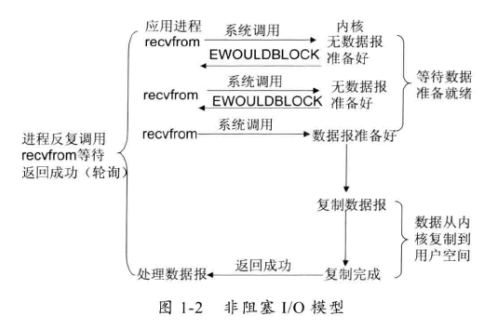 应用进程 系统调用 内核
recvfrom 无数据报
EWOULDBLOCK 准备好
系统调用 等待数据
recvfrom 无数据报 准备就绪
EWOULDBLOCK 准备好
系统调用
recvfrom 数据报准备好
进程反复调用
recvfrom等待
返回成功（轮询）
复制数据报
数据从内
核复制到
用户空间
返回成功
处理数据报 复制完成
图 1-2 非阻塞 I/O 模型